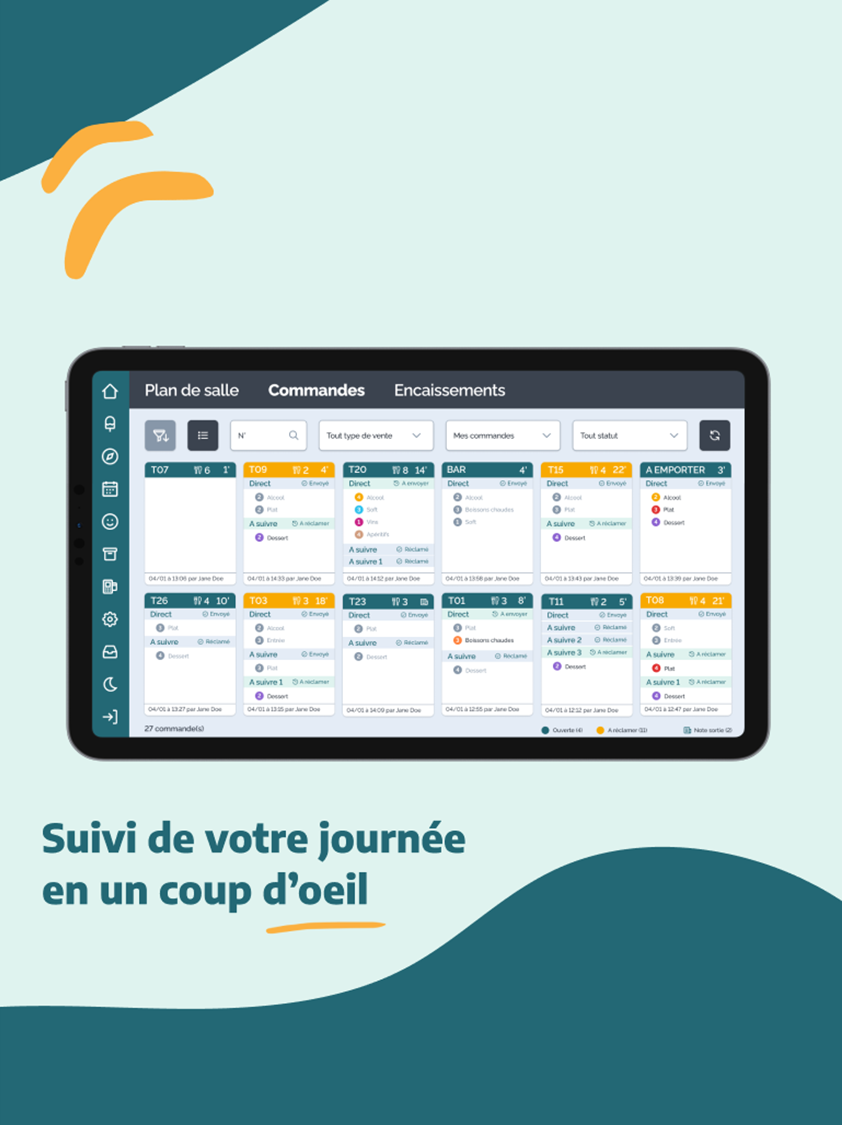 Plan de salle Commandes Encaissements
N° Tout type de vente Mes commandes Tout statut
T07 6 1'
04/01 à 13:06 par Jane Doe
T09 2 4'
Direct Envoyé
2 Alcool
2 Plat
A suivre A réclamer
2 Dessert
04/01 à 14:33 par Jane Doe
T20 8 14'
Direct A envoyer
4 Alcool
3 Soft
1 Vins
4 Apéritifs
A suivre Réclamé
A suivre 1 Réclamé
04/01 à 14:52 par Jane Doe
BAR 4'
Direct Envoyé
2 Alcool
3 Boissons chaudes
1 Soft
04/01 à 13:58 par Jane Doe
T15 4 22'
Direct Envoyé
2 Alcool
3 Plat
A suivre A réclamer
4 Dessert
04/01 à 13:43 par Jane Doe
A EMPORTER 3'
Direct Envoyé
2 Alcool
3 Plat
4 Dessert
04/01 à 13:39 par Jane Doe
T26 4 10'
Direct Envoyé
3 Plat
A suivre Réclamé
4 Dessert
04/01 à 13:27 par Jane Doe
T03 3 18'
Direct Envoyé
2 Alcool
3 Entree
A suivre Envoyé
3 Plat
A suivre 1 A réclamer
2 Dessert
04/01 à 13:15 par Jane Doe
T23 3
Direct Envoyé
2 Plat
A suivre Réclamé
2 Dessert
04/01 à 14:09 par Jane Doe
T01 3 8'
Direct A envoyer
3 Plat
3 Boissons chaudes
A suivre Réclamé
4 Dessert
04/01 à 12:55 par Jane Doe
T11 2 5'
Direct Envoyé
A suivre Réclamé
A suivre 2 Réclamé
A suivre 3 A réclamer
2 Dessert
04/01 à 12:12 par Jane Doe
T08 4 21'
Direct Envoyé
2 Soft
3 Entree
A suivre A réclamer
4 Plat
A suivre 1 A réclamer
4 Dessert
04/01 à 12:47 par Jane Doe
27 commande(s) Ouverte (4) A réclamer (11) Note sortie (2)
Suivi de votre journée
en un coup d'oeil